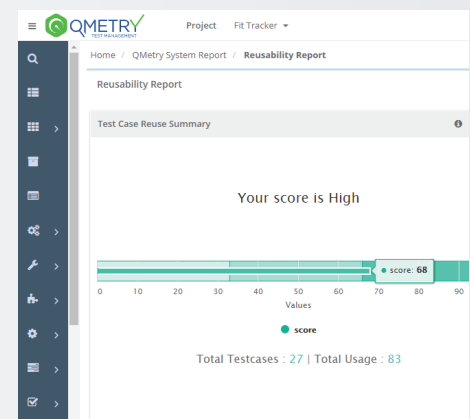 QMETRY
TEST MANAGEMENT
Project Fit Tracker
Home / QMetry System Report / Reusability Report
Reusability Report
Test Case Reuse Summary
Your score is High
score: 68
0 10 20 30 40 50 60 70 80 90
Values
score
Total Testcases : 27 | Total Usage : 83